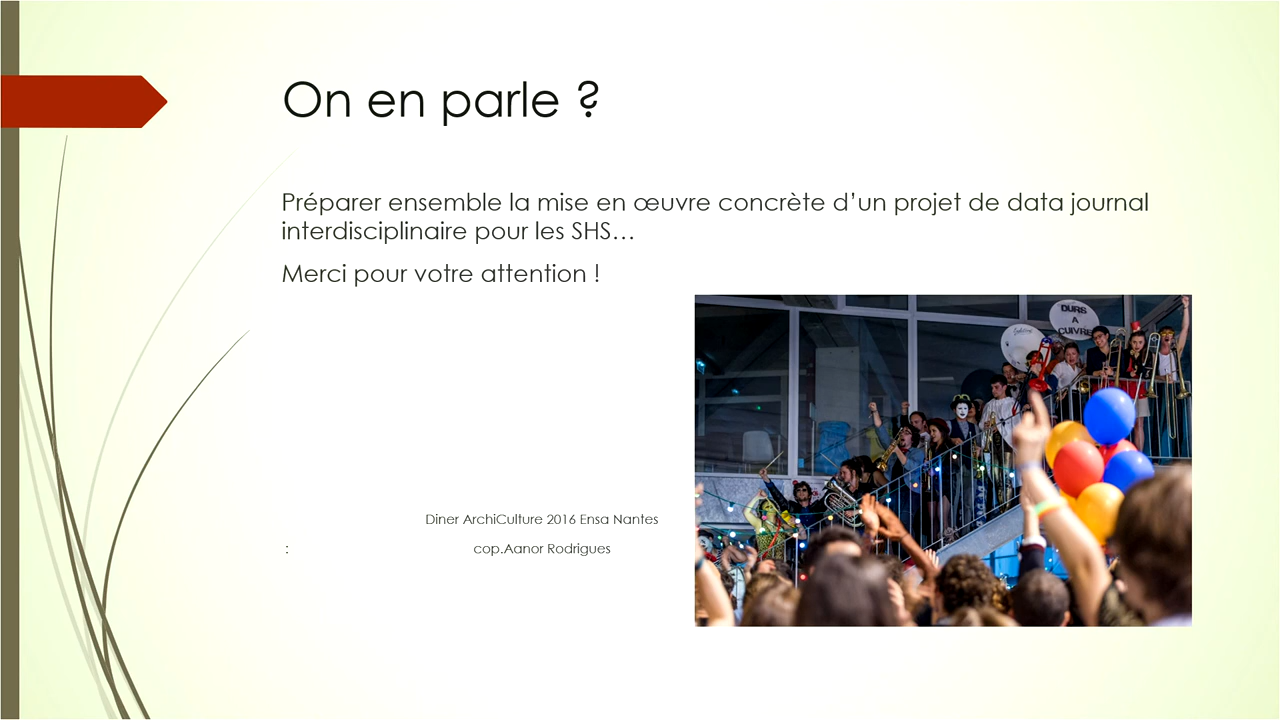 On en parle ?
Préparer ensemble la mise en œuvre concrète d’un projet de data journal
interdisciplinaire pour les SHS…
Merci pour votre attention !
DURS
A
CUIVRE
Diner ArchiCulture 2016 Ensa Nantes
: cop.Aanor Rodrigues